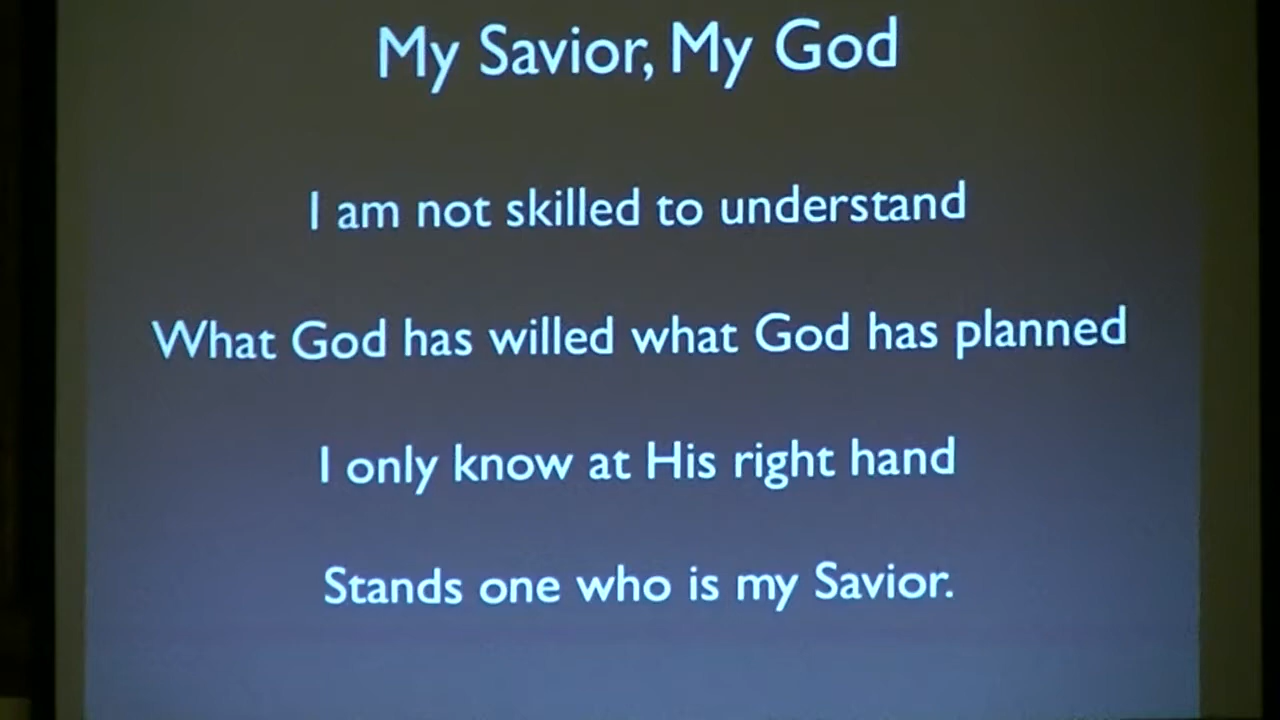 My Savior, My God
I am not skilled to understand
What God has willed what God has planned
I only know at His right hand
Stands one who is my Savior.